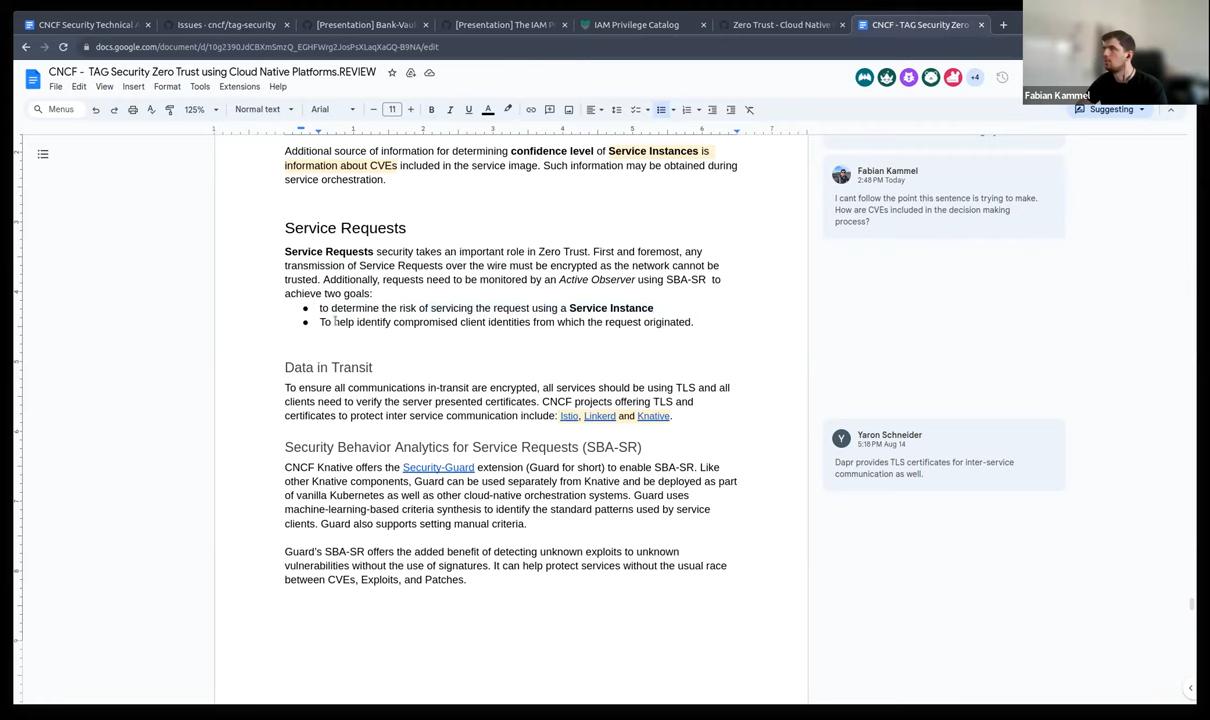 CNCF Security Technical A
Issues · cncf/tag-security
[Presentation] Bank-Vau
[Presentation] The IAM P
IAM Privilege Catalog
Zero Trust - Cloud Native
CNCF - TAG Security Zero
docs.google.com/document/d/10g2390JdCBXmSmzQ_EGHFWrg2JosPsXLaqXaGQ-B9NA/edit
CNCF - TAG Security Zero Trust using Cloud Native Platforms.REVIEW
File Edit View Insert Format Tools Extensions Help
+4
Fabian Kammel
Menus
125%
Normal text
Arial
11
Suggesting
1 1 2 3 4 5 6 7
Additional source of information for determining confidence level of Service Instances is
information about CVEs included in the service image. Such information may be obtained during
service orchestration.
Fabian Kammel
2:48 PM Today
I cant follow the point this sentence is trying to make.
How are CVEs included in the decision making
process?
Service Requests
Service Requests security takes an important role in Zero Trust. First and foremost, any
transmission of Service Requests over the wire must be encrypted as the network cannot be
trusted. Additionally, requests need to be monitored by an Active Observer using SBA-SR to
achieve two goals:
● to determine the risk of servicing the request using a Service Instance
● To help identify compromised client identities from which the request originated.
Data in Transit
To ensure all communications in-transit are encrypted, all services should be using TLS and all
clients need to verify the server presented certificates. CNCF projects offering TLS and
certificates to protect inter service communication include: Istio, Linkerd and Knative.
Yaron Schneider
5:18 PM Aug 14
Dapr provides TLS certificates for inter-service
communication as well.
Security Behavior Analytics for Service Requests (SBA-SR)
CNCF Knative offers the Security-Guard extension (Guard for short) to enable SBA-SR. Like
other Knative components, Guard can be used separately from Knative and be deployed as part
of vanilla Kubernetes as well as other cloud-native orchestration systems. Guard uses
machine-learning-based criteria synthesis to identify the standard patterns used by service
clients. Guard also supports setting manual criteria.
Guard's SBA-SR offers the added benefit of detecting unknown exploits to unknown
vulnerabilities without the use of signatures. It can help protect services without the usual race
between CVEs, Exploits, and Patches.